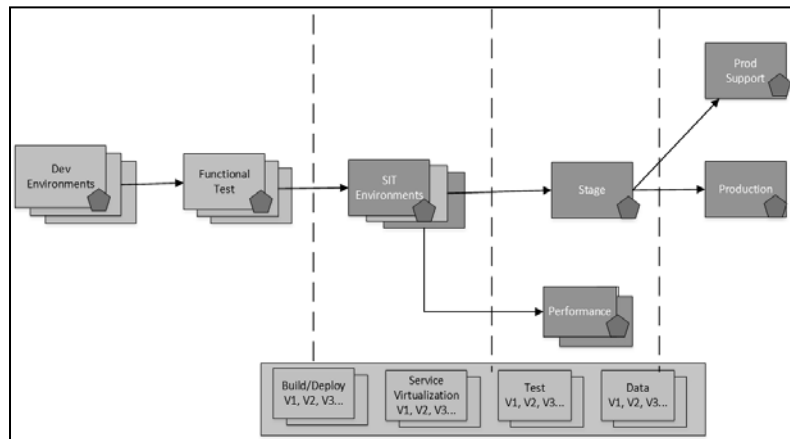 Prod
Support
Dev
Environments
Functional
Test
SIT
Environments
Stage
Production
Performance
Build/Deploy
V1, V2, V3...
Service
Virtualization
V1, V2, V3...
Test
V1, V2, V3...
Data
V1, V2, V3...